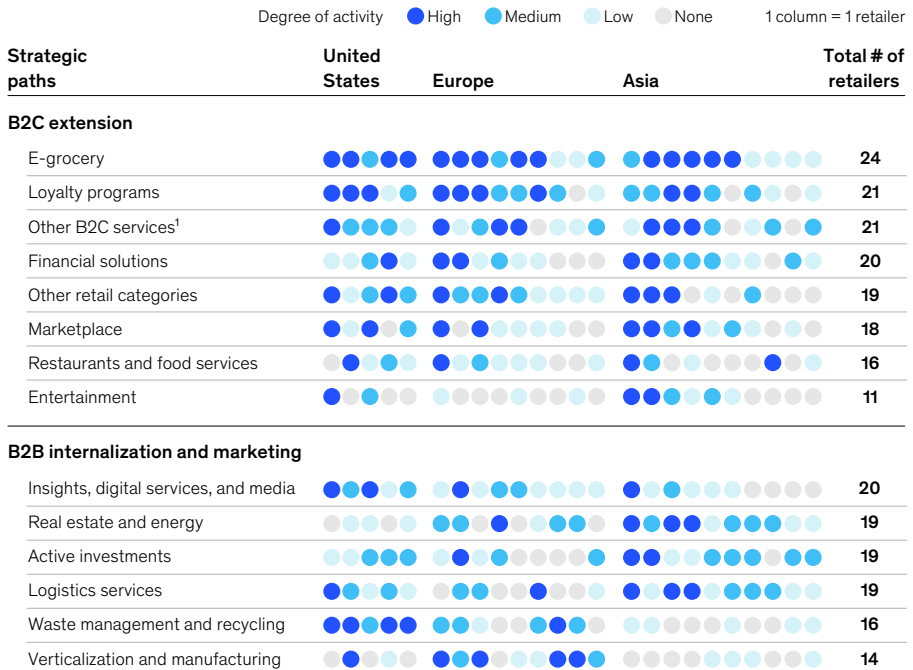 Degree of activity High Medium Low None 1 column = 1 retailer
Strategic United Total # of
paths States Europe Asia retailers
B2C extension
E-grocery 24
Loyalty programs 21
Other B2C services¹ 21
Financial solutions 20
Other retail categories 19
Marketplace 18
Restaurants and food services 16
Entertainment 11
B2B internalization and marketing
Insights, digital services, and media 20
Real estate and energy 19
Active investments 19
Logistics services 19
Waste management and recycling 16
Verticalization and manufacturing 14